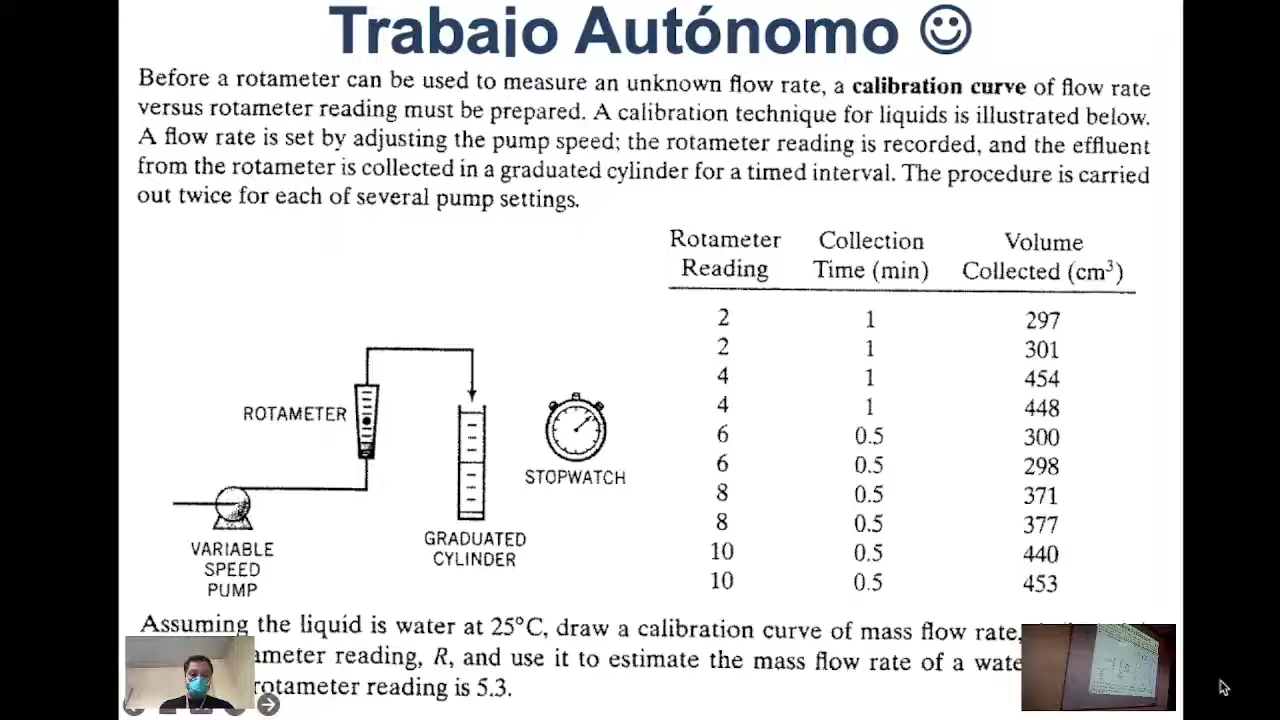 Trabajo Autónomo
Before a rotameter can be used to measure an unknown flow rate, a calibration curve of flow rate
versus rotameter reading must be prepared. A calibration technique for liquids is illustrated below.
A flow rate is set by adjusting the pump speed; the rotameter reading is recorded, and the effluent
from the rotameter is collected in a graduated cylinder for a timed interval. The procedure is carried
out twice for each of several pump settings.
Rotameter Collection Volume
Reading Time (min) Collected (cm³)
2 1 297
2 1 301
4 1 454
4 1 448
6 0.5 300
6 0.5 298
8 0.5 371
8 0.5 377
10 0.5 440
10 0.5 453
ROTAMETER
STOPWATCH
GRADUATED
CYLINDER
VARIABLE
SPEED
PUMP
Assuming the liquid is water at 25°C, draw a calibration curve of mass flow rate,
reading, R, and use it to estimate the mass flow rate of a
rotameter reading is 5.3.